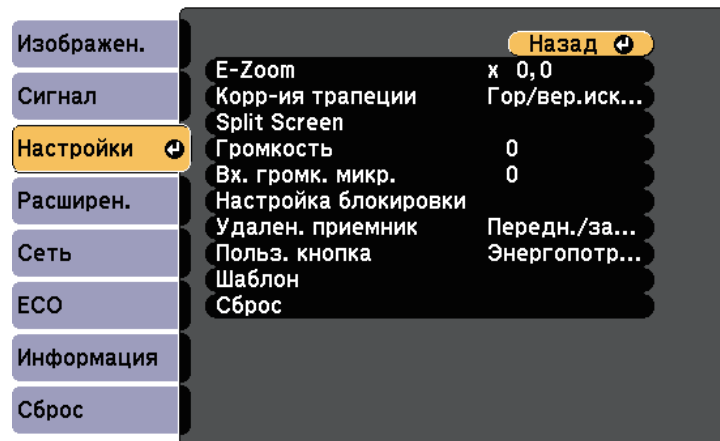 Изображен.
Сигнал
Настройки
Расширен.
Сеть
ECO
Информация
Сброс
Назад
E-Zoom x 0,0
Корр-ия трапеции Гор/вер.иск...
Split Screen
Громкость 0
Вх. громк. микр. 0
Настройка блокировки
Удален. приемник Передн./за...
Польз. кнопка Энергопотр...
Шаблон
Сброс